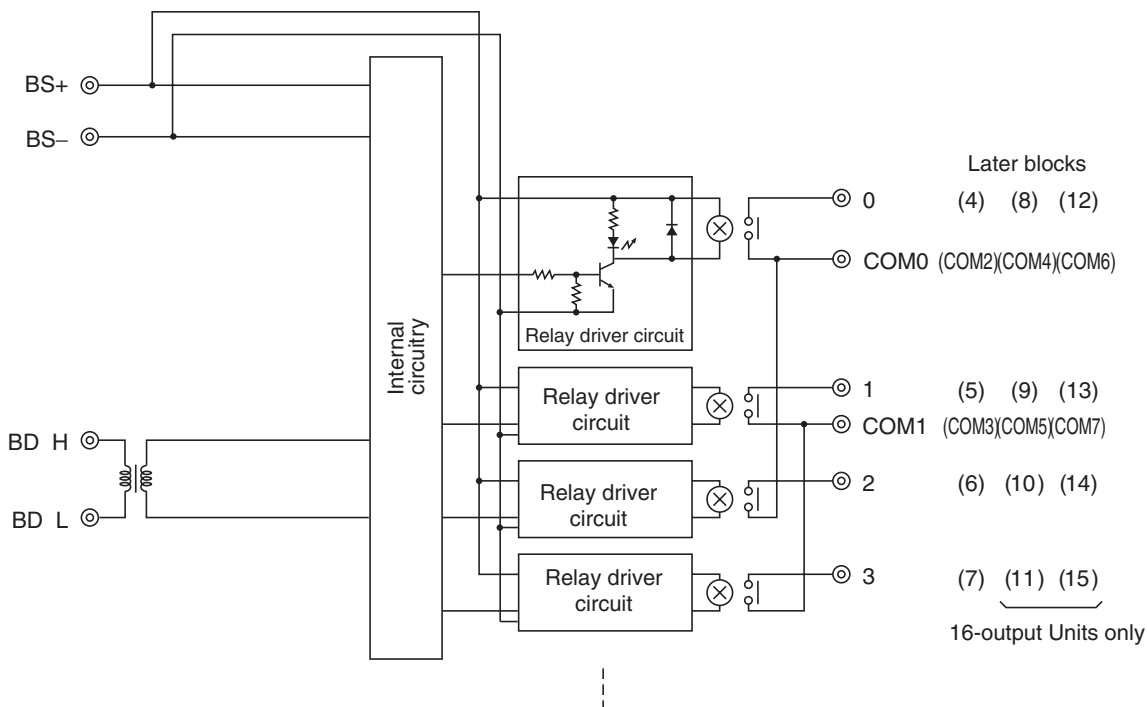 BS+
BS–
Later blocks
0 (4) (8) (12)
COM0 (COM2)(COM4)(COM6)
Relay driver circuit
Internal
circuitry
Relay driver
circuit
1 (5) (9) (13)
COM1 (COM3)(COM5)(COM7)
BD H
BD L
Relay driver
circuit
2 (6) (10) (14)
Relay driver
circuit
3 (7) (11) (15)
16-output Units only